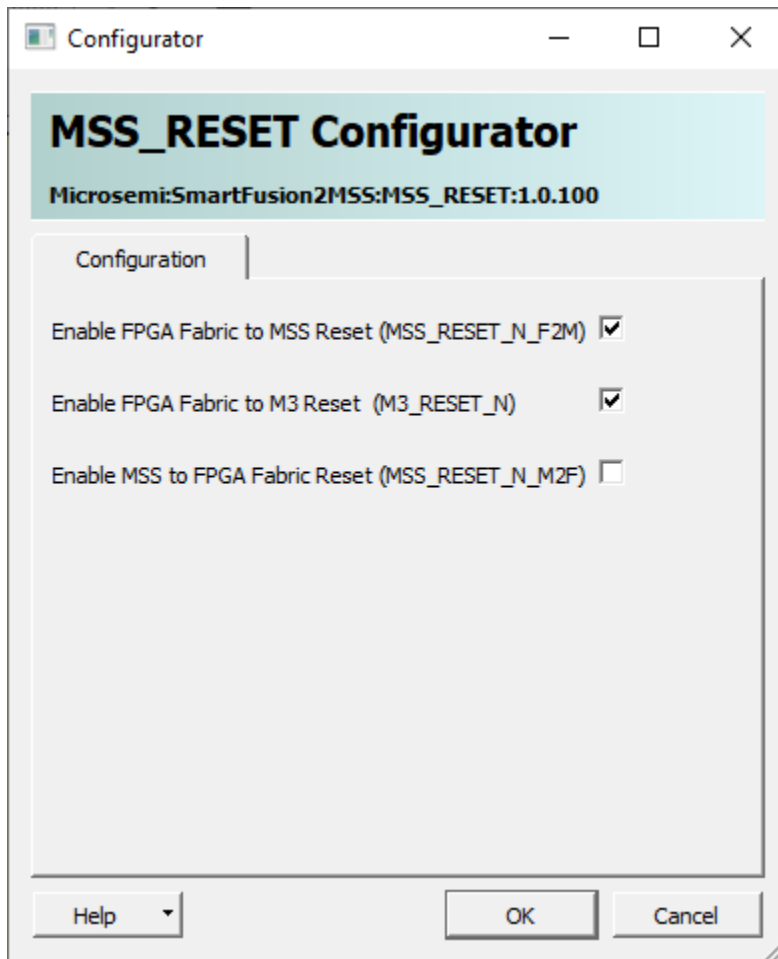 Configurator
MSS_RESET Configurator
Microsemi:SmartFusion2MSS:MSS_RESET:1.0.100
Configuration
Enable FPGA Fabric to MSS Reset (MSS_RESET_N_F2M)
Enable FPGA Fabric to M3 Reset  (M3_RESET_N)
Enable MSS to FPGA Fabric Reset (MSS_RESET_N_M2F)
Help
OK
Cancel